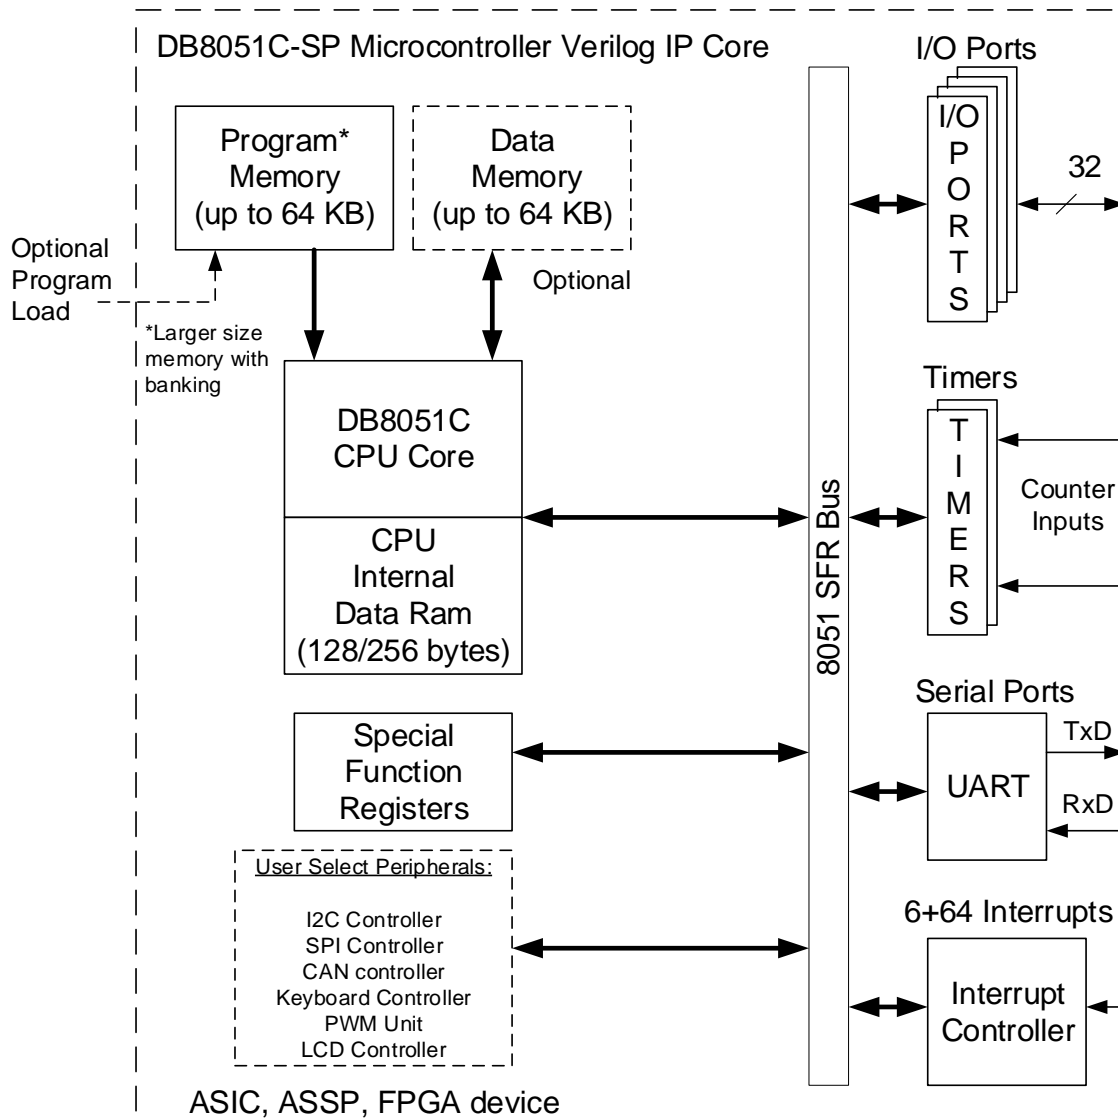 DB8051C-SP Microcontroller Verilog IP Core
Program*
Memory
(up to 64 KB)
Data
Memory
(up to 64 KB)
Optional
Program
Load
Optional
*Larger size
memory with
banking
DB8051C
CPU Core
CPU
Internal
Data Ram
(128/256 bytes)
Special
Function
Registers
User Select Peripherals:
I2C Controller
SPI Controller
CAN controller
Keyboard Controller
PWM Unit
LCD Controller
ASIC, ASSP, FPGA device
8051 SFR Bus
I/O Ports
I/O
P
O
R
T
S
32
Timers
T
I
M
E
R
S
Counter
Inputs
Serial Ports
UART
TxD
RxD
6+64 Interrupts
Interrupt
Controller